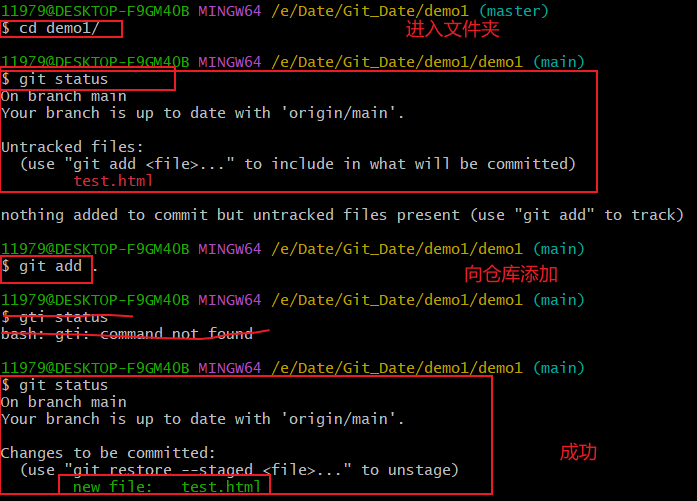 11979@DESKTOP-F9GM40B MINGW64 /e/Date/Git_Date/demo1 (master)
$ cd demo1/ 进入文件夹
11979@DESKTOP-F9GM40B MINGW64 /e/Date/Git_Date/demo1/demo1 (main)
$ git status
On branch main
Your branch is up to date with 'origin/main'.
Untracked files:
(use "git add <file>..." to include in what will be committed)
test.html
nothing added to commit but untracked files present (use "git add" to track)
11979@DESKTOP-F9GM40B MINGW64 /e/Date/Git_Date/demo1/demo1 (main)
$ git add . 向仓库添加
11979@DESKTOP-F9GM40B MINGW64 /e/Date/Git_Date/demo1/demo1 (main)
$ gti status
bash: gti: command not found
11979@DESKTOP-F9GM40B MINGW64 /e/Date/Git_Date/demo1/demo1 (main)
$ git status
On branch main
Your branch is up to date with 'origin/main'.
Changes to be committed: 成功
(use "git restore --staged <file>..." to unstage)
new file: test.html